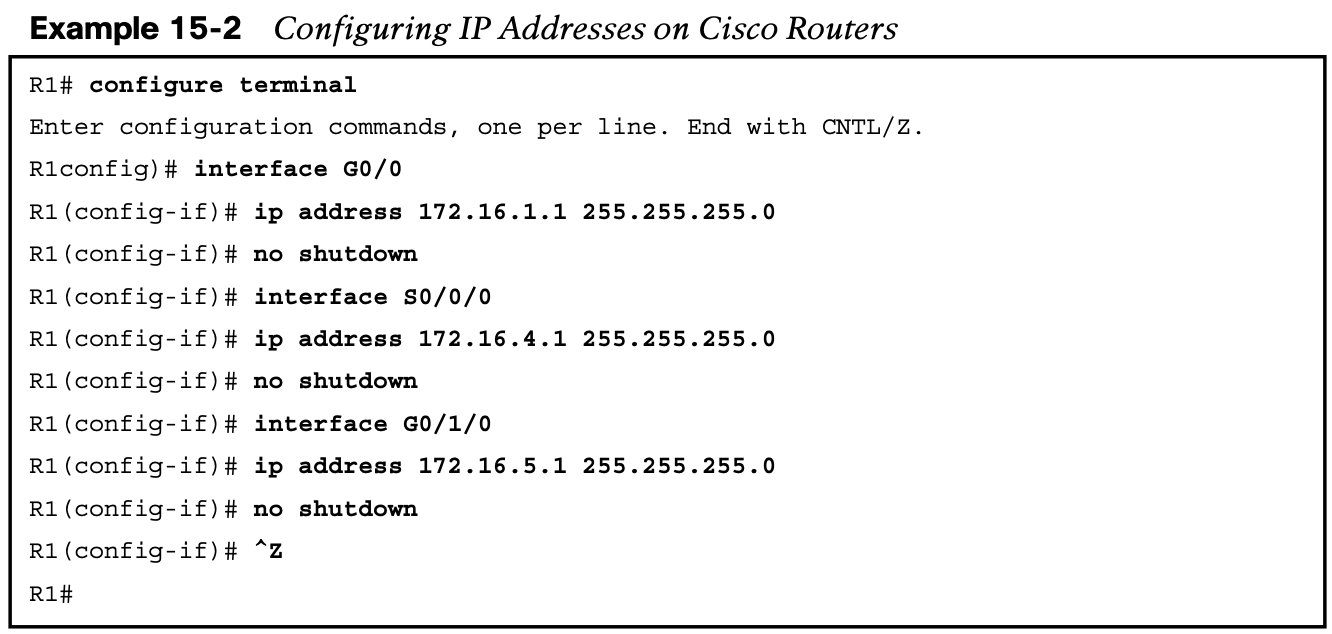 Example 15-2 Configuring IP Addresses on Cisco Routers
R1# configure terminal
Enter configuration commands, one per line. End with CNTL/Z.
R1config)# interface G0/0
R1(config-if)# ip address 172.16.1.1 255.255.255.0
R1(config-if)# no shutdown
R1(config-if)# interface S0/0/0
R1(config-if)# ip address 172.16.4.1 255.255.255.0
R1(config-if)# no shutdown
R1(config-if)# interface G0/1/0
R1(config-if)# ip address 172.16.5.1 255.255.255.0
R1(config-if)# no shutdown
R1(config-if)# ^Z
R1#